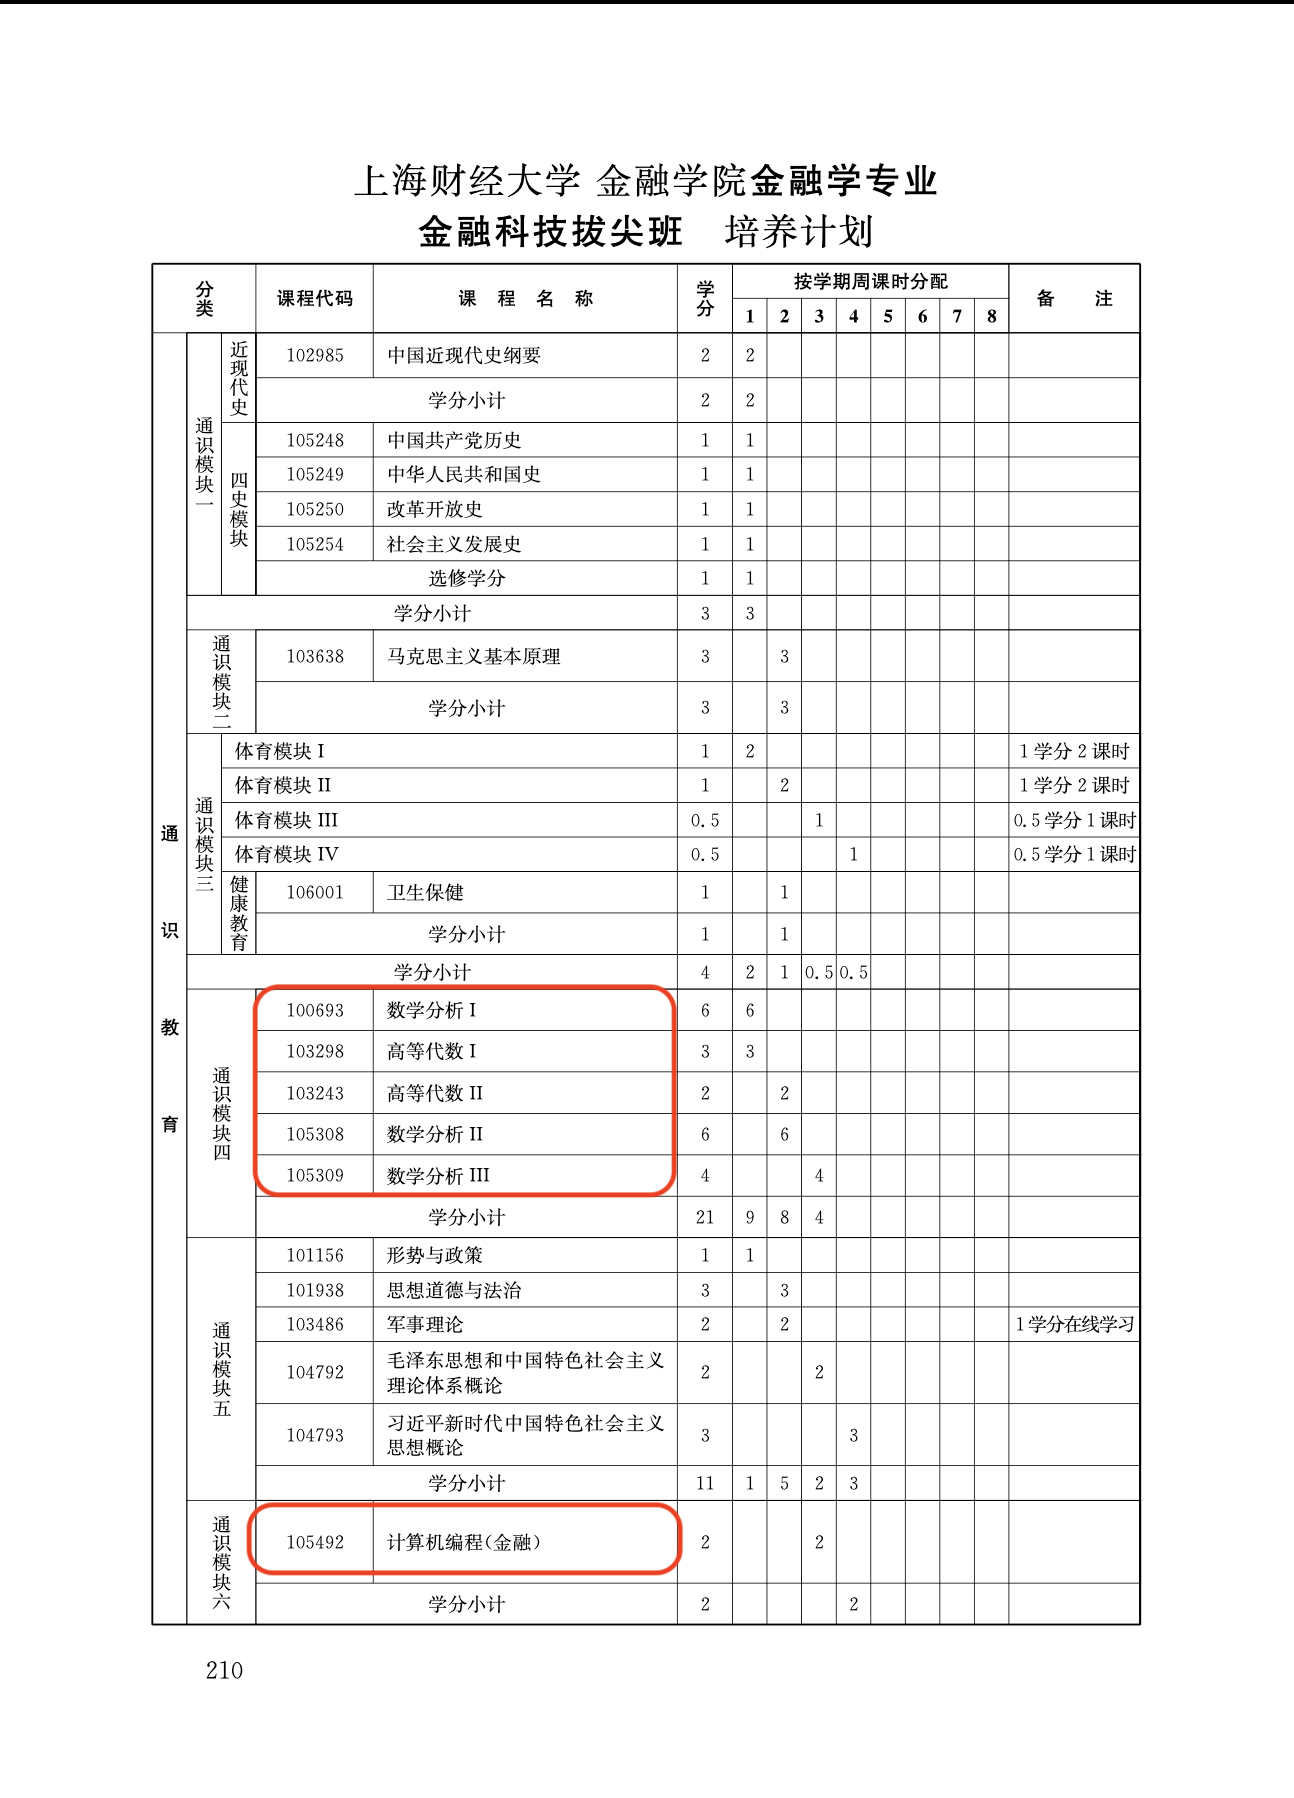 上海财经大学 金融学院金融学专业
金融科技拔尖班 培养计划
分类 课程代码 课 程 名 称 学分 按学期周课时分配 备 注
1 2 3 4 5 6 7 8
通识教育
通识模块一
近现代史
102985 中国近现代史纲要 2 2
学分小计 2 2
四史模块
105248 中国共产党历史 1 1
105249 中华人民共和国史 1 1
105250 改革开放史 1 1
105254 社会主义发展史 1 1
选修学分 1 1
学分小计 3 3
通识模块二
103638 马克思主义基本原理 3 3
学分小计 3 3
通识模块三
体育模块 I 1 2 1 学分 2 课时
体育模块 II 1 2 1 学分 2 课时
体育模块 III 0.5 1 0.5 学分 1 课时
体育模块 IV 0.5 1 0.5 学分 1 课时
健康教育
106001 卫生保健 1 1
学分小计 1 1
学分小计 4 2 1 0.5 0.5
通识模块四
100693 数学分析 I 6 6
103298 高等代数 I 3 3
103243 高等代数 II 2 2
105308 数学分析 II 6 6
105309 数学分析 III 4 4
学分小计 21 9 8 4
通识模块五
101156 形势与政策 1 1
101938 思想道德与法治 3 3
103486 军事理论 2 2 1 学分在线学习
104792 毛泽东思想和中国特色社会主义 2 2
理论体系概论
104793 习近平新时代中国特色社会主义 3 3
思想概论
学分小计 11 1 5 2 3
通识模块六
105492 计算机编程(金融) 2 2
学分小计 2 2
210